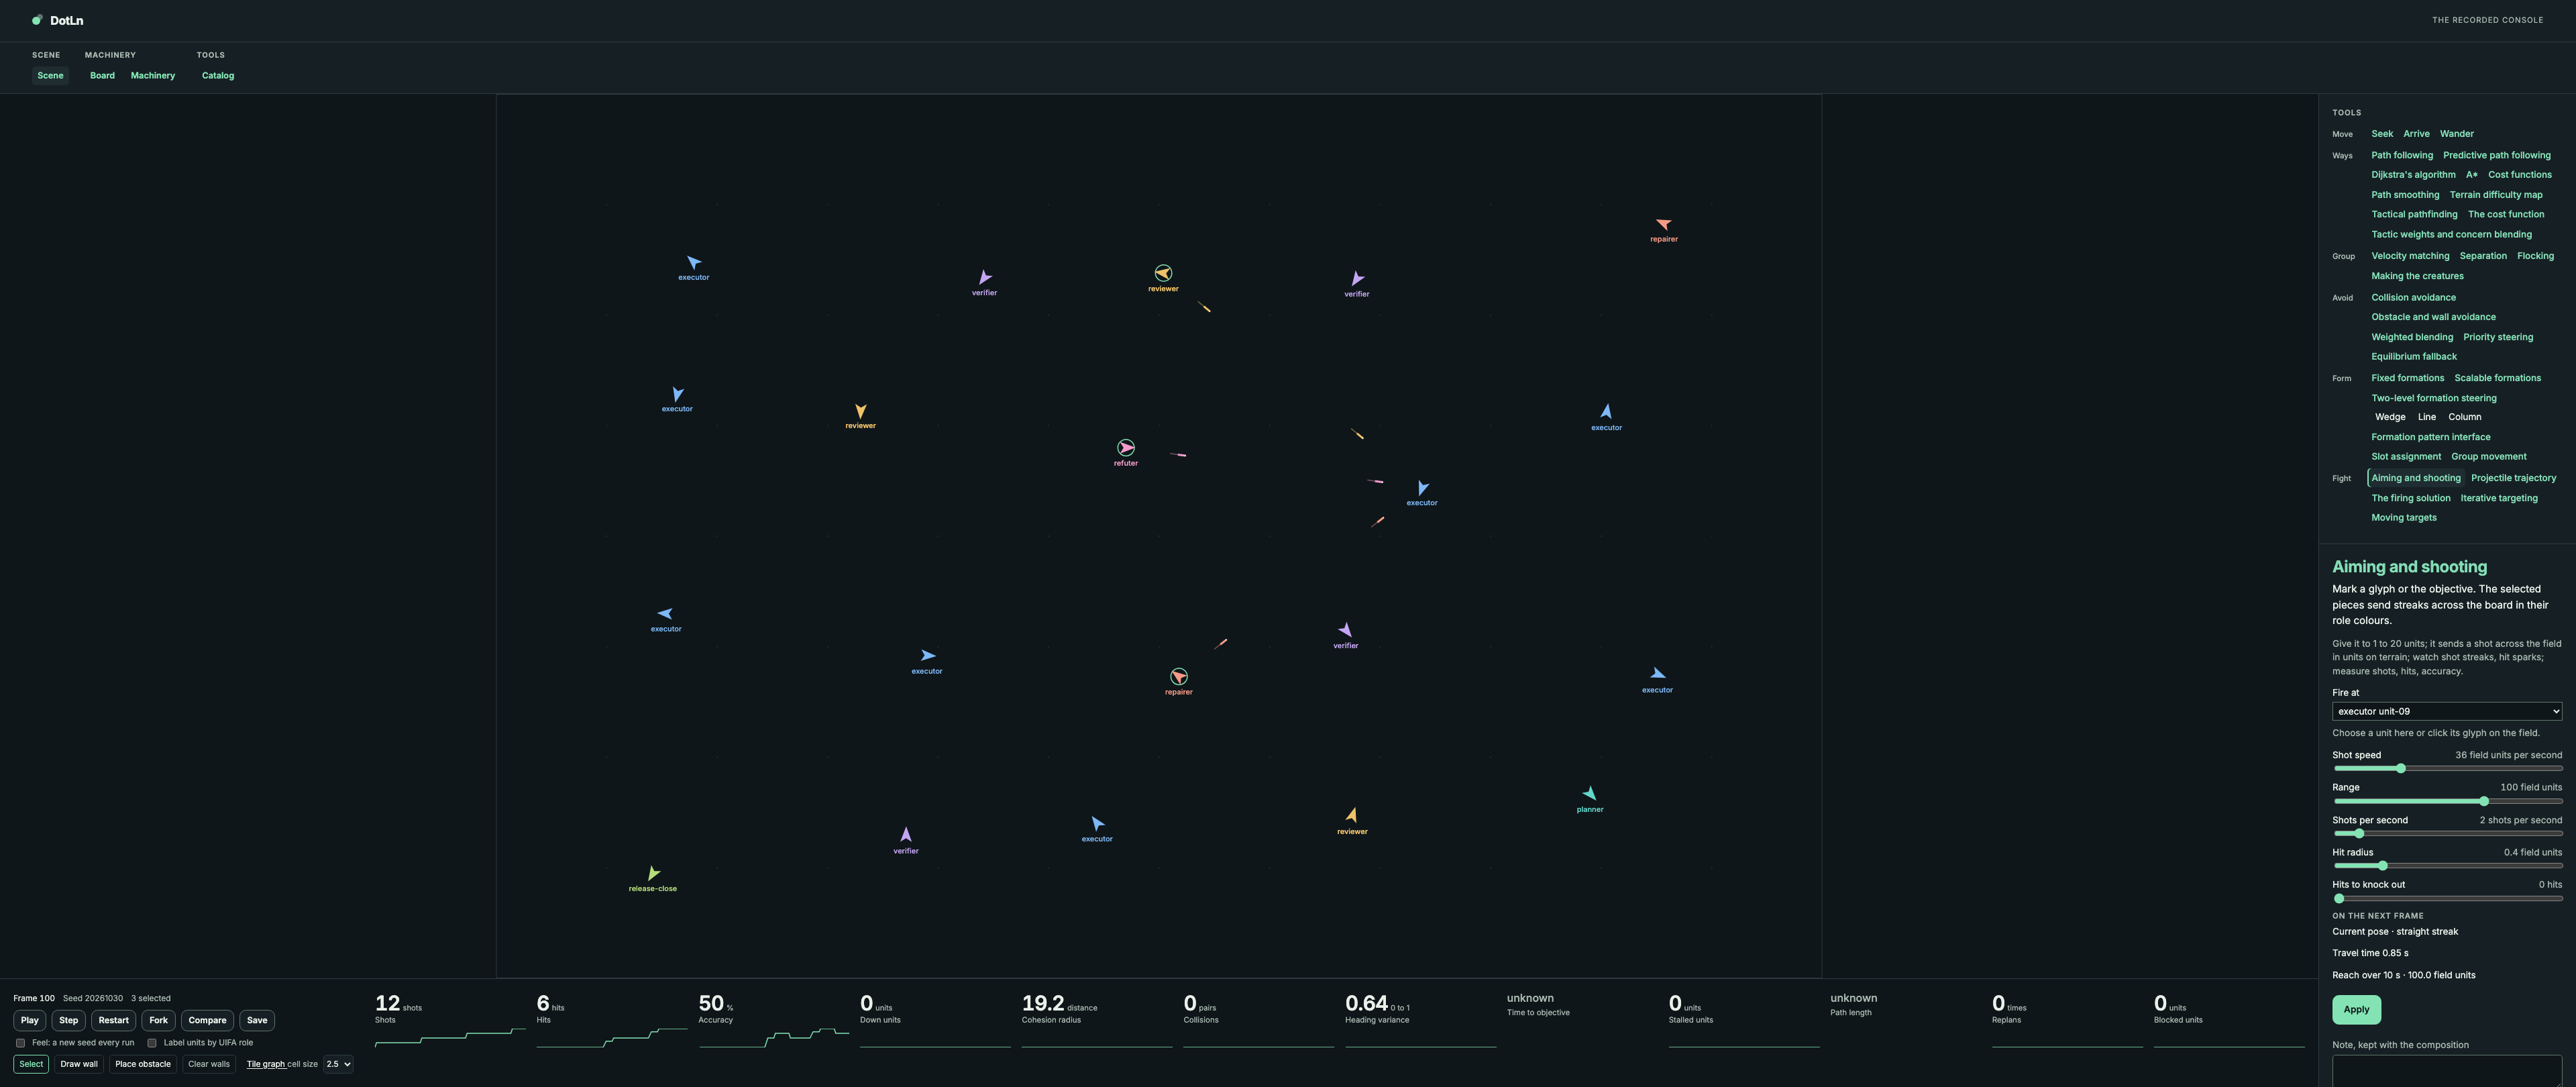 DotLn
THE RECORDED CONSOLE
SCENE MACHINERY TOOLS
Scene Board Machinery Catalog
TOOLS
Move Seek Arrive Wander
Ways Path following Predictive path following
Dijkstra's algorithm A* Cost functions
Path smoothing Terrain difficulty map
Tactical pathfinding The cost function
Tactic weights and concern blending
Group Velocity matching Separation Flocking
Making the creatures
Avoid Collision avoidance
Obstacle and wall avoidance
Weighted blending Priority steering
Equilibrium fallback
Form Fixed formations Scalable formations
Two-level formation steering
Wedge Line Column
Formation pattern interface
Slot assignment Group movement
Fight Aiming and shooting Projectile trajectory
The firing solution Iterative targeting
Moving targets
repairer
executor
verifier
reviewer
verifier
executor
reviewer
executor
refuter
executor
executor
verifier
executor
repairer
executor
planner
reviewer
executor
verifier
release-close
Aiming and shooting
Mark a glyph or the objective. The selected
pieces send streaks across the board in their
role colours.
Give it to 1 to 20 units; it sends a shot across the field
in units on terrain; watch shot streaks, hit sparks;
measure shots, hits, accuracy.
Fire at
executor unit-09
Choose a unit here or click its glyph on the field.
Shot speed 36 field units per second
Range 100 field units
Shots per second 2 shots per second
Hit radius 0.4 field units
Hits to knock out 0 hits
ON THE NEXT FRAME
Current pose · straight streak
Travel time 0.85 s
Reach over 10 s · 100.0 field units
Apply
Note, kept with the composition
Frame 100 Seed 20261030 3 selected
Play Step Restart Fork Compare Save
Feel: a new seed every run Label units by UIFA role
Select Draw wall Place obstacle Clear walls Tile graph cell size 2.5
12 shots
Shots
6 hits
Hits
50 %
Accuracy
0 units
Down units
19.2 distance
Cohesion radius
0 pairs
Collisions
0.64 0 to 1
Heading variance
unknown
Time to objective
0 units
Stalled units
unknown
Path length
0 times
Replans
0 units
Blocked units